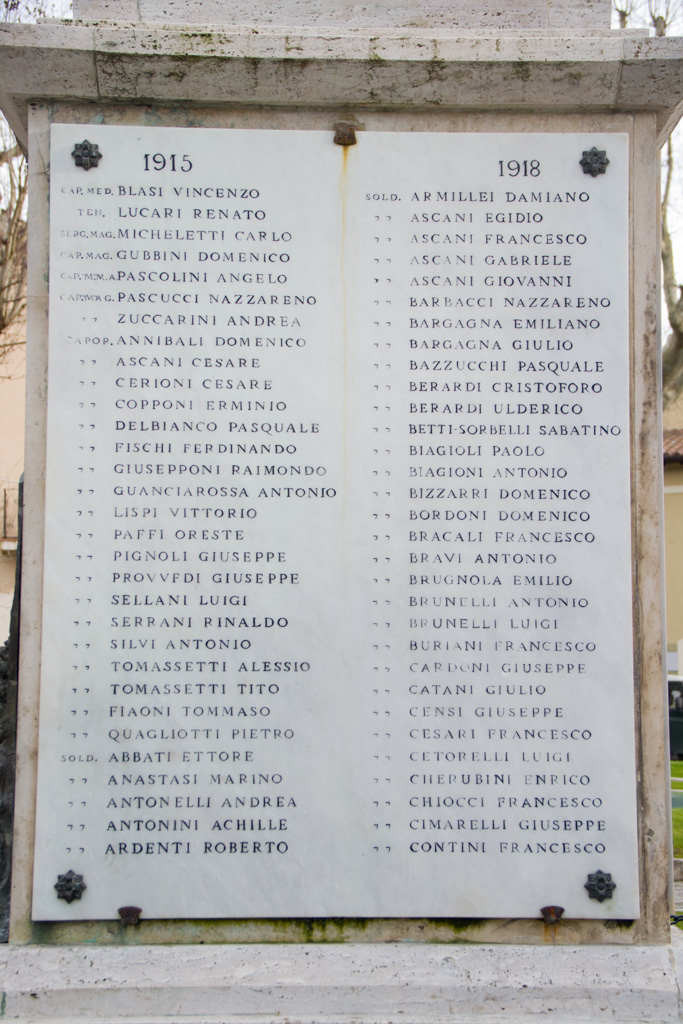 1915
CAP. MED. BLASI VINCENZO
TEN. LUCARI RENATO
SERG. MAG. MICHELETTI CARLO
CAP. MAG. GUBBINI DOMENICO
PASCOLINI ANGELO
CAP. MAG. PASCUCCI NAZZARENO
" ZUCCARINI ANDREA
CAPOR. ANNIBALI DOMENICO
" ASCANI CESARE
" CERIONI CESARE
" COPPONI ERMINIO
" DELBIANCO PASQUALE
" FISCHI FERDINANDO
" GIUSEPPONI RAIMONDO
" GUANCIAROSSA ANTONIO
" LISPI VITTORIO
" PAFFI ORESTE
" PIGNOLI GIUSEPPE
" PROVVEDI GIUSEPPE
" SELLANI LUIGI
" SERRANI RINALDO
" SILVI ANTONIO
" TOMASSETTI ALESSIO
" TOMASSETTI TITO
" FIAONI TOMMASO
" QUAGLIOTTI PIETRO
SOLD. ABBATI ETTORE
" ANASTASI MARINO
" ANTONELLI ANDREA
" ANTONINI ACHILLE
" ARDENTI ROBERTO
1918
SOLD. ARMILLEI DAMIANO
" ASCANI EGIDIO
" ASCANI FRANCESCO
" ASCANI GABRIELE
" ASCANI GIOVANNI
" BARBACCI NAZZARENO
" BARGAGNA EMILIANO
" BARGAGNA GIULIO
" BAZZUCCHI PASQUALE
" BERARDI CRISTOFORO
" BERARDI ULDERICO
" BETTI-SORBELLI SABATINO
" BIAGIOLI PAOLO
" BIAGIONI ANTONIO
" BIZZARRI DOMENICO
" BORDONI DOMENICO
" BRACALI FRANCESCO
" BRAVI ANTONIO
" BRUGNOLA EMILIO
" BRUNELLI ANTONIO
" BRUNELLI LUIGI
" BURIANI FRANCESCO
" CARDONI GIUSEPPE
" CATANI GIULIO
" CENSI GIUSEPPE
" CESARI FRANCESCO
" CETORELLI LUIGI
" CHERUBINI ENRICO
" CHIOCCI FRANCESCO
" CIMARELLI GIUSEPPE
" CONTINI FRANCESCO